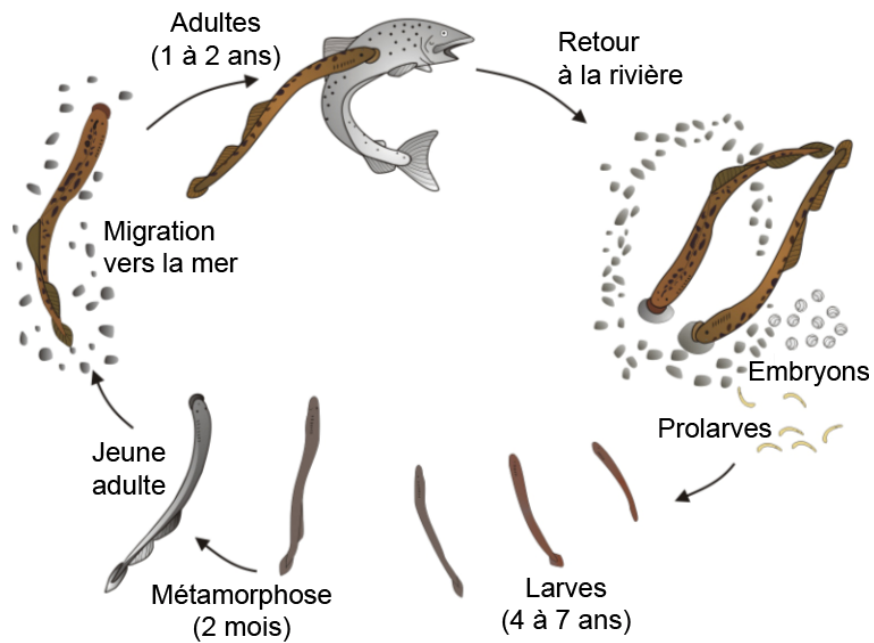 Adultes
(1 à 2 ans)
Retour
à la rivière
Migration
vers la mer
Embryons
Prolarves
Jeune
adulte
Métamorphose
(2 mois)
Larves
(4 à 7 ans)